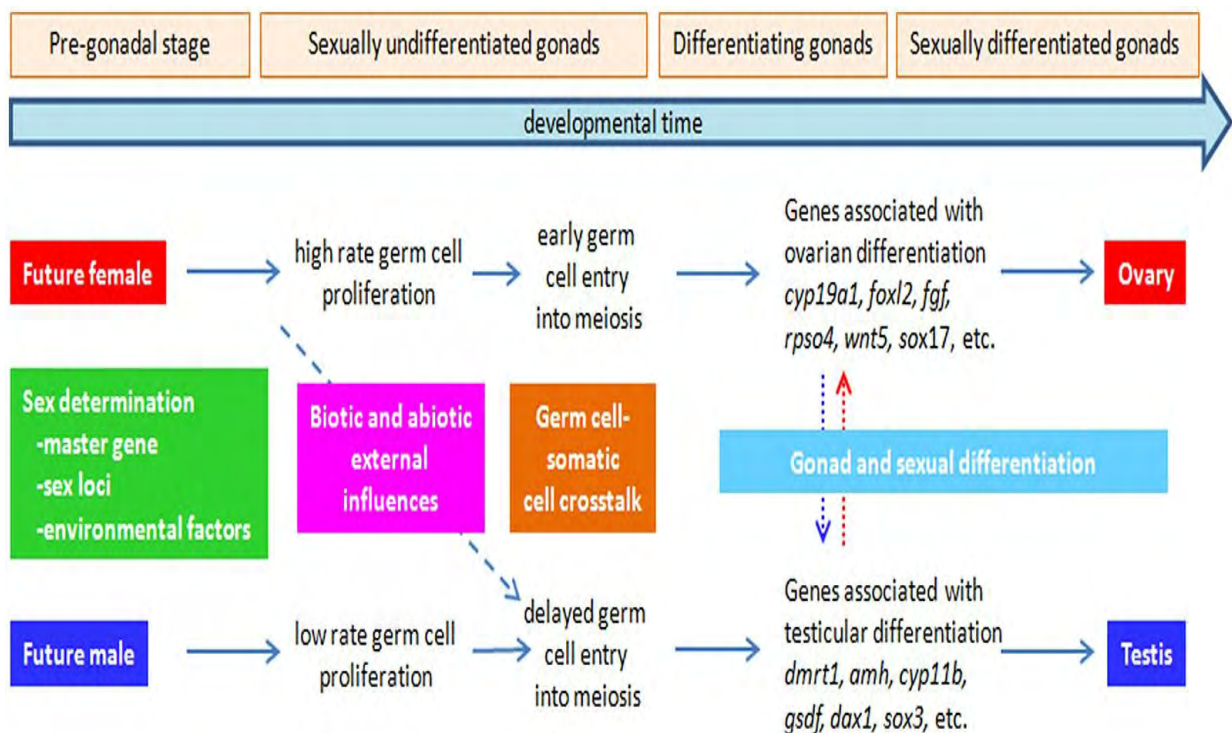 Pre-gonadal stage
Sexually undifferentiated gonads
Differentiating gonads
Sexually differentiated gonads
developmental time
Future female
high rate germ cell
proliferation
early germ
cell entry
into meiosis
Genes associated with
ovarian differentiation
cyp19a1, foxl2, fgf,
rpso4, wnt5, sox17, etc.
Ovary
Sex determination
-master gene
-sex loci
-environmental factors
Biotic and abiotic
external
influences
Germ cell-
somatic
cell crosstalk
Gonad and sexual differentiation
Future male
low rate germ cell
proliferation
delayed germ
cell entry
into meiosis
Genes associated with
testicular differentiation
dmrt1, amh, cyp11b,
gsdf, dax1, sox3, etc.
Testis